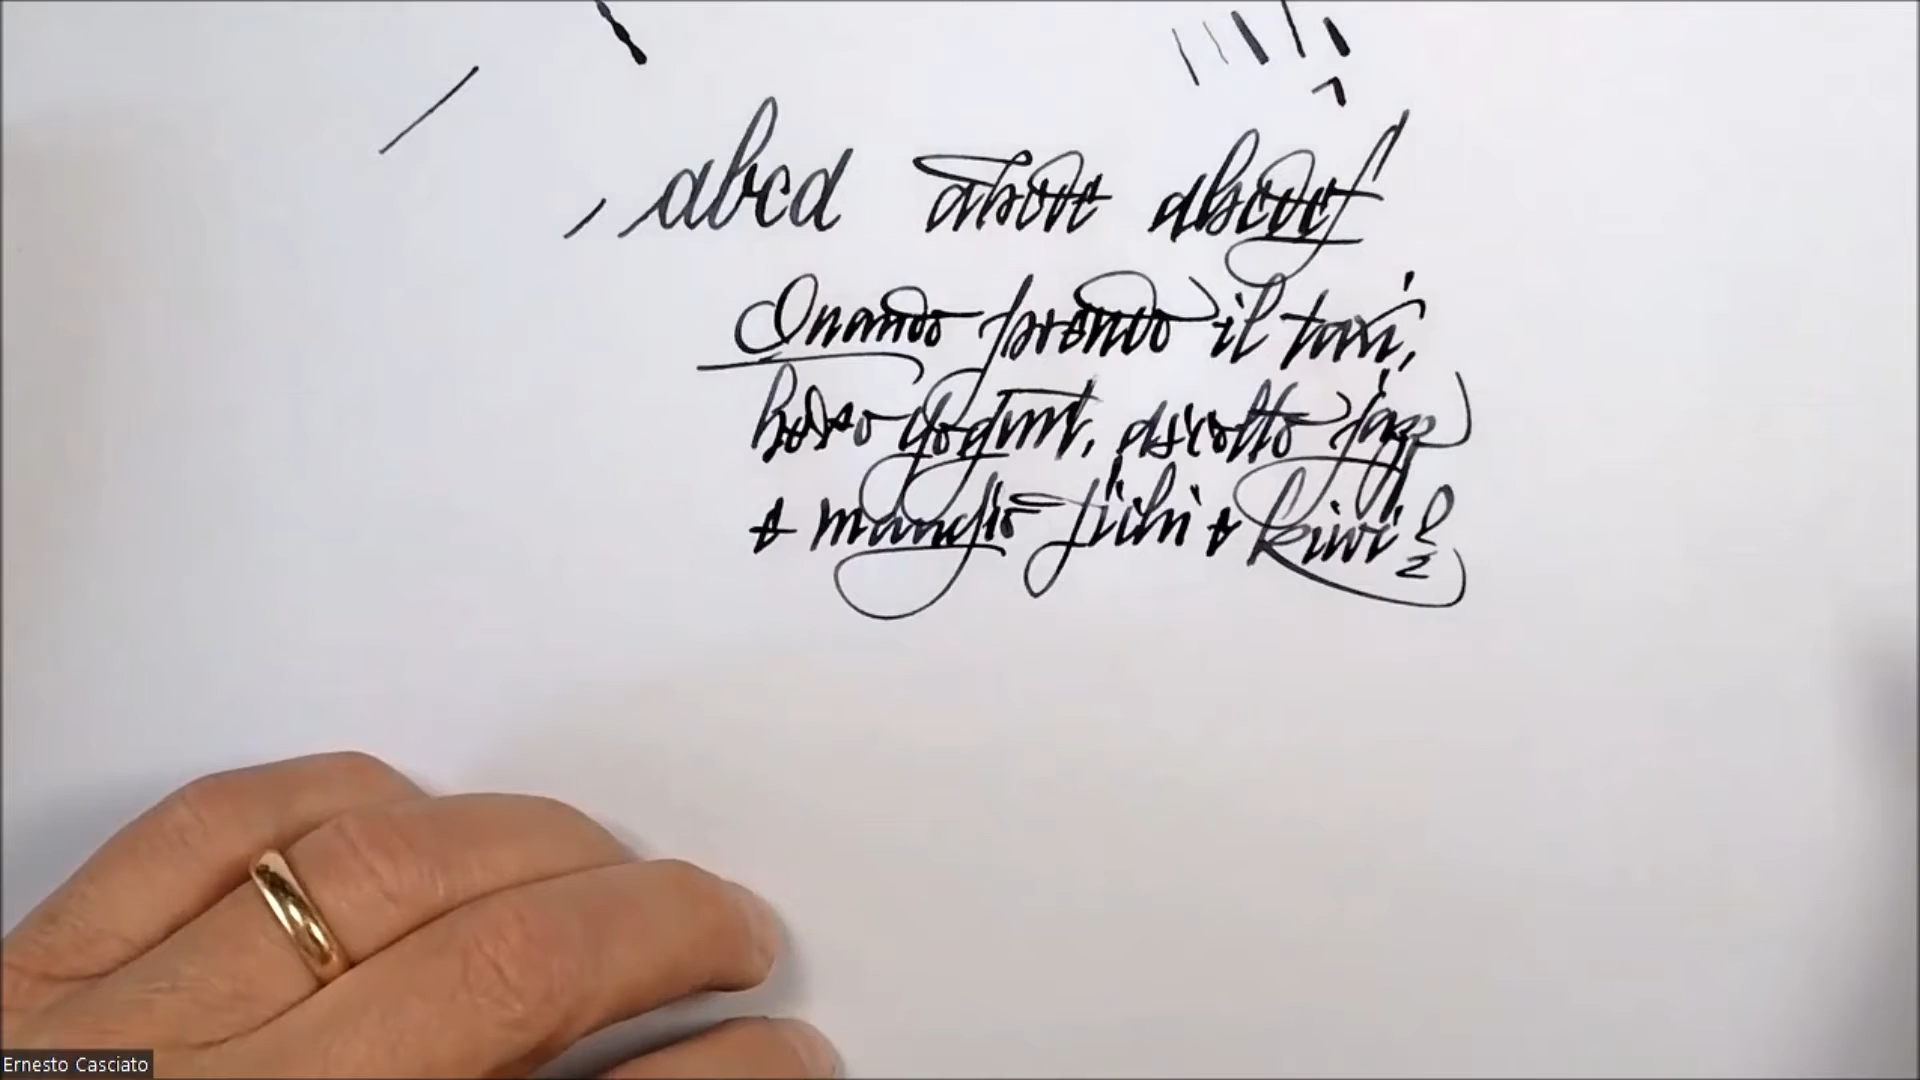 abcd abcde abcdef
Quando prendo il taxi,
bevo yogurt, ascolto jazz
e mangio fichi e kiwi?
Ernesto Casciato